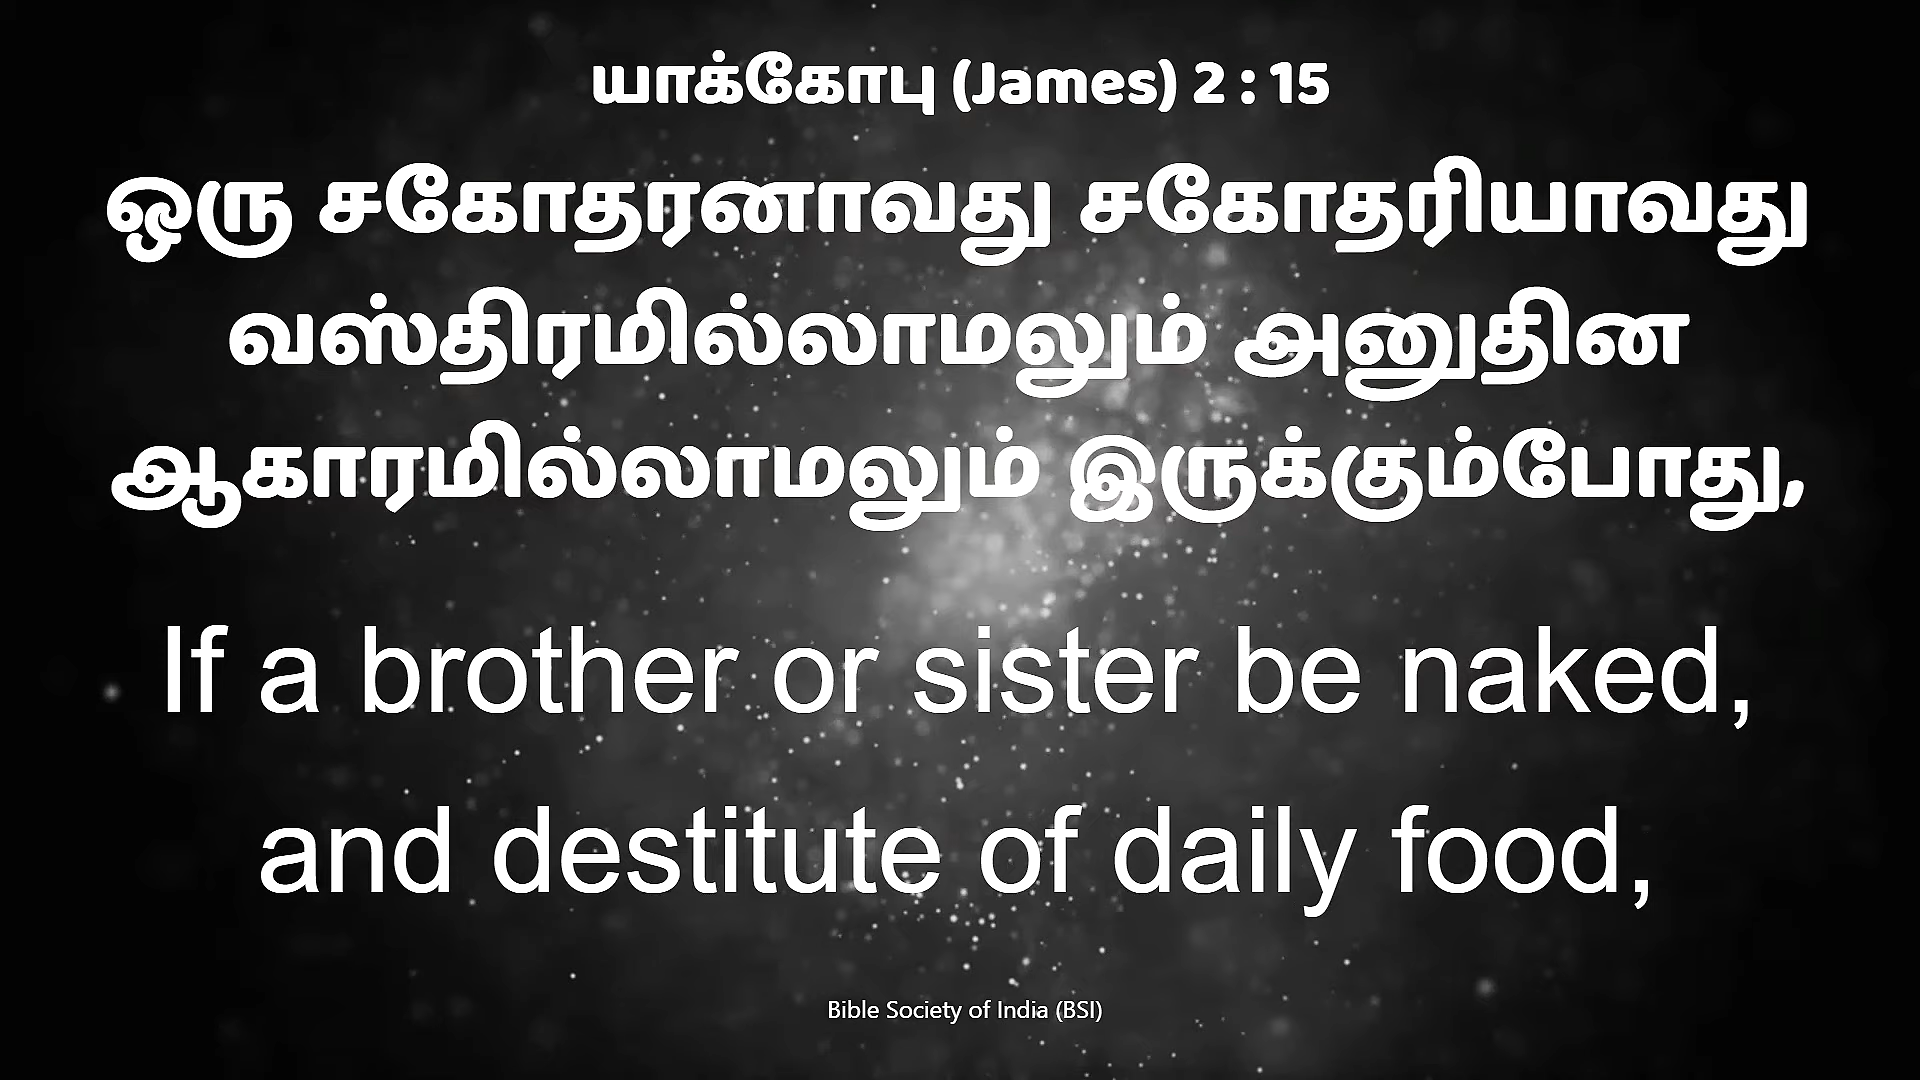 யாக்கோபு (James) 2 : 15
ஒரு சகோதரனாவது சகோதரியாவது
வஸ்திரமில்லாமலும் அனுதின
ஆகாரமில்லாமலும் இருக்கும்போது,
If a brother or sister be naked,
and destitute of daily food,
Bible Society of India (BSI)